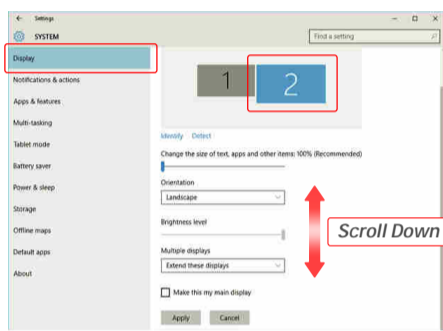 Settings
SYSTEM
Find a setting
Display
Notifications & actions
Apps & features
Multi-tasking
Tablet mode
Battery saver
Power & sleep
Storage
Offline maps
Default apps
About
1
2
Identify Detect
Change the size of text, apps and other items: 100% (Recommended)
Orientation
Landscape
Brightness level
Scroll Down
Multiple displays
Extend these displays
Make this my main display
Apply Cancel